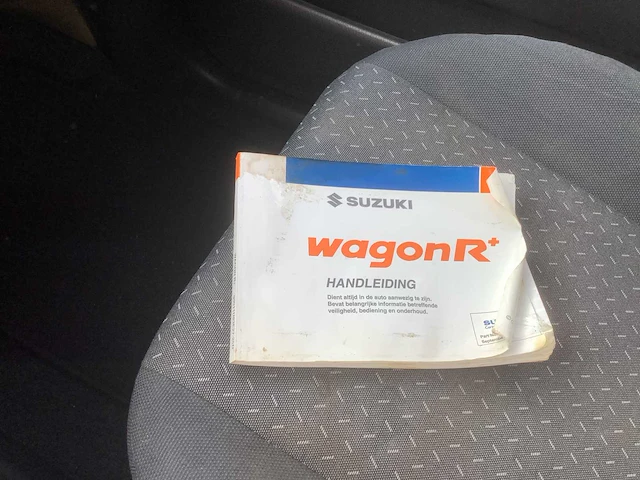 SUZUKI
wagonR+
HANDLEIDING
Dient altijd in de auto aanwezig te zijn.
Bevat belangrijke informatie betreffende
veiligheid, bediening en onderhoud.